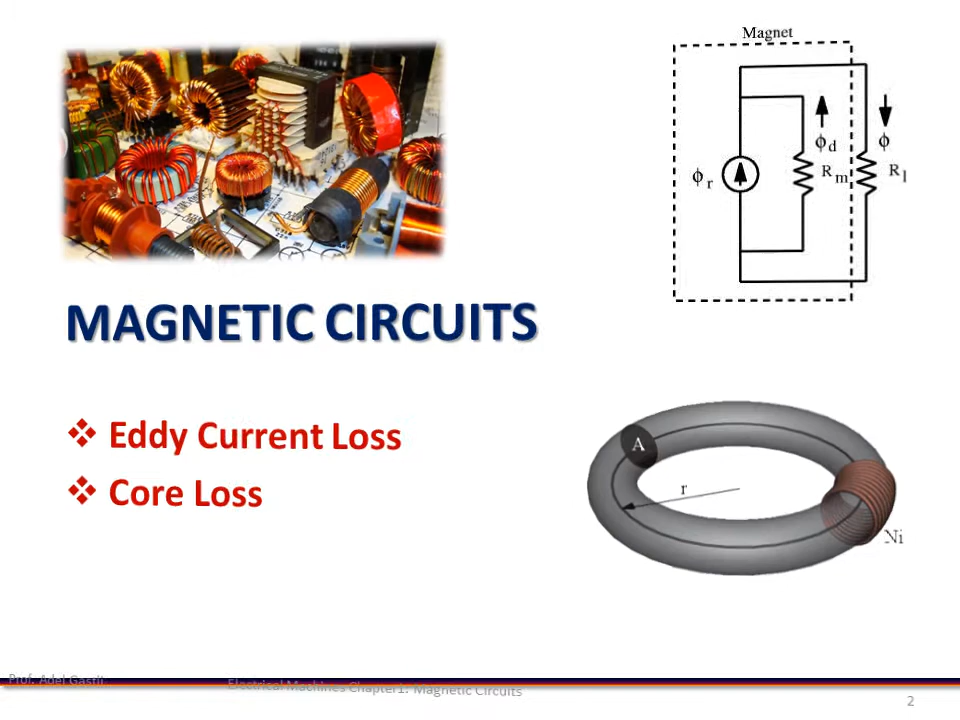 Magnet
ϕd
ϕ
ϕr
Rm
Rl
MAGNETIC CIRCUITS
❖ Eddy Current Loss
❖ Core Loss
A
r
Ni
Prof. Adel Gastli
Electrical Machines Chapter1: Magnetic Circuits
2